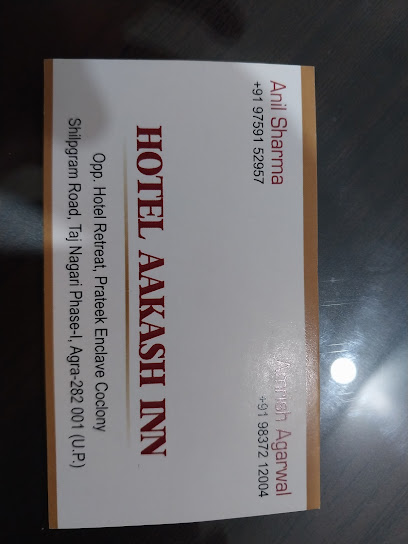 Anil Sharma
+91 97591 52957
Agarwal
+91 98372 12004
HOTEL AAKASH INN
Opp. Hotel Retreat, Prateek Enclave Coclony
Shilpgram Road, Taj Nagari Phase-I, Agra-282 001 (U.P.)